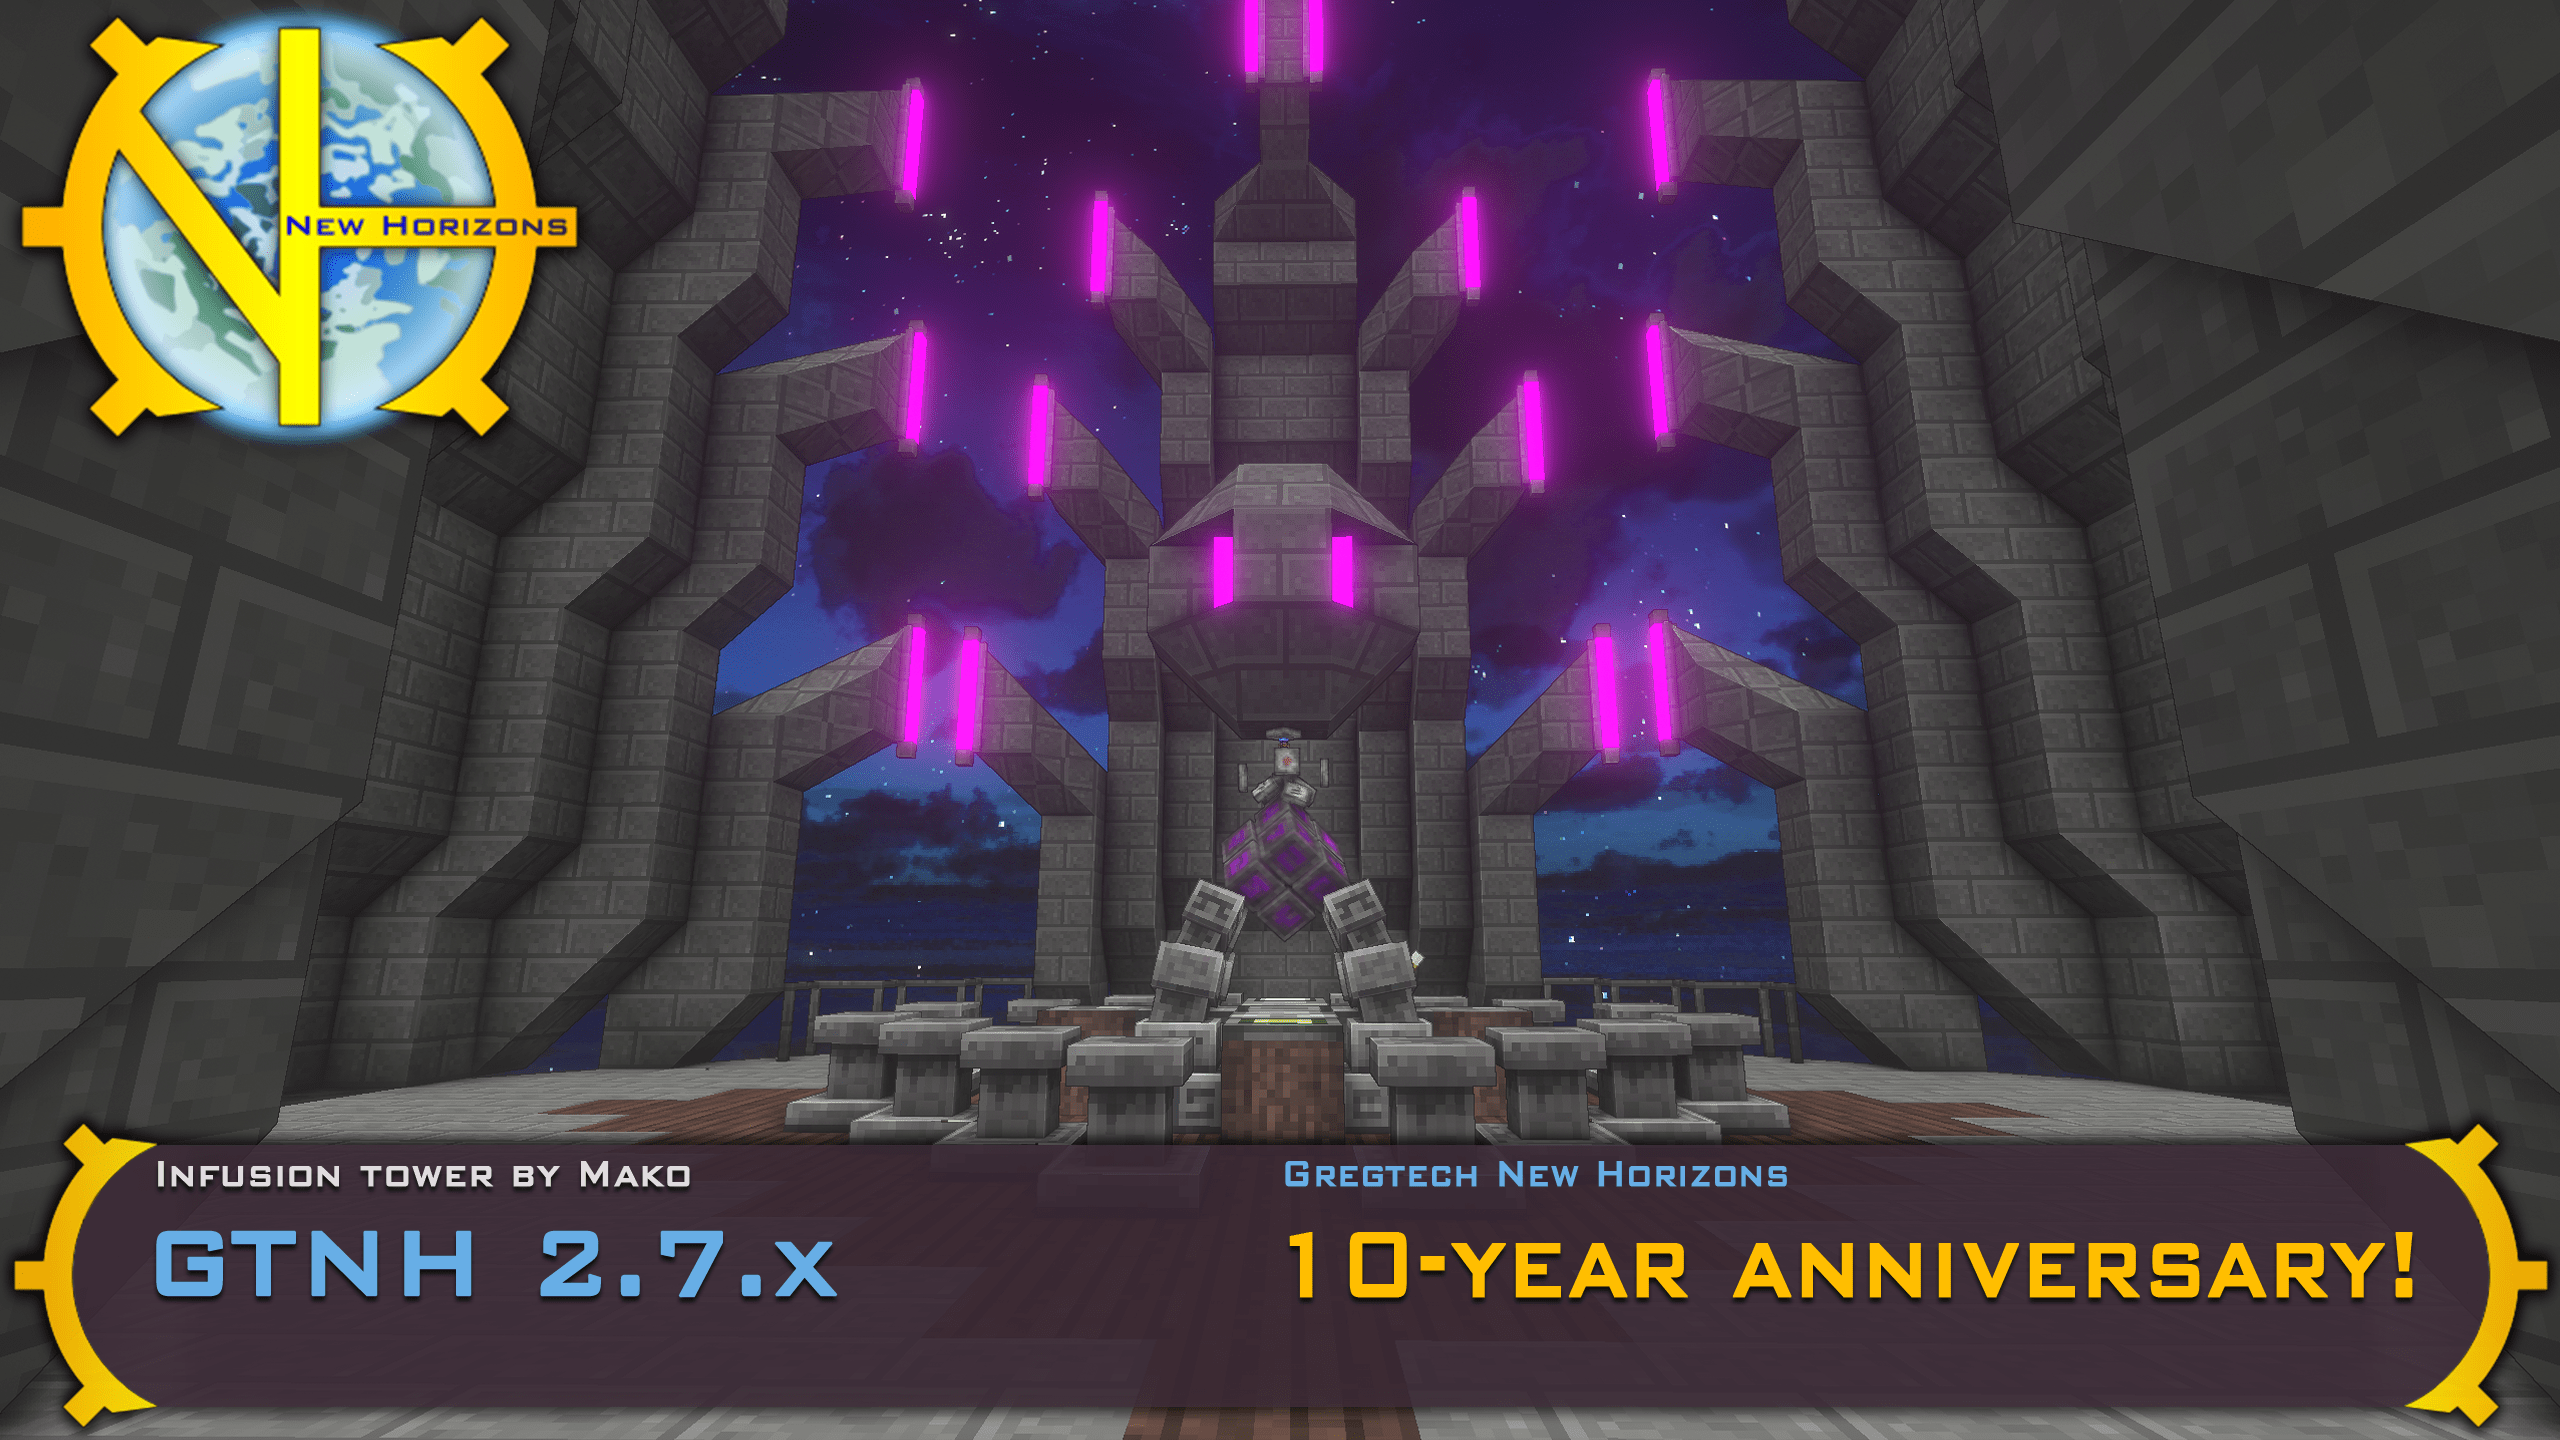 New Horizons
Infusion tower by Mako
GTNH 2.7.x
Gregtech New Horizons
10-year anniversary!